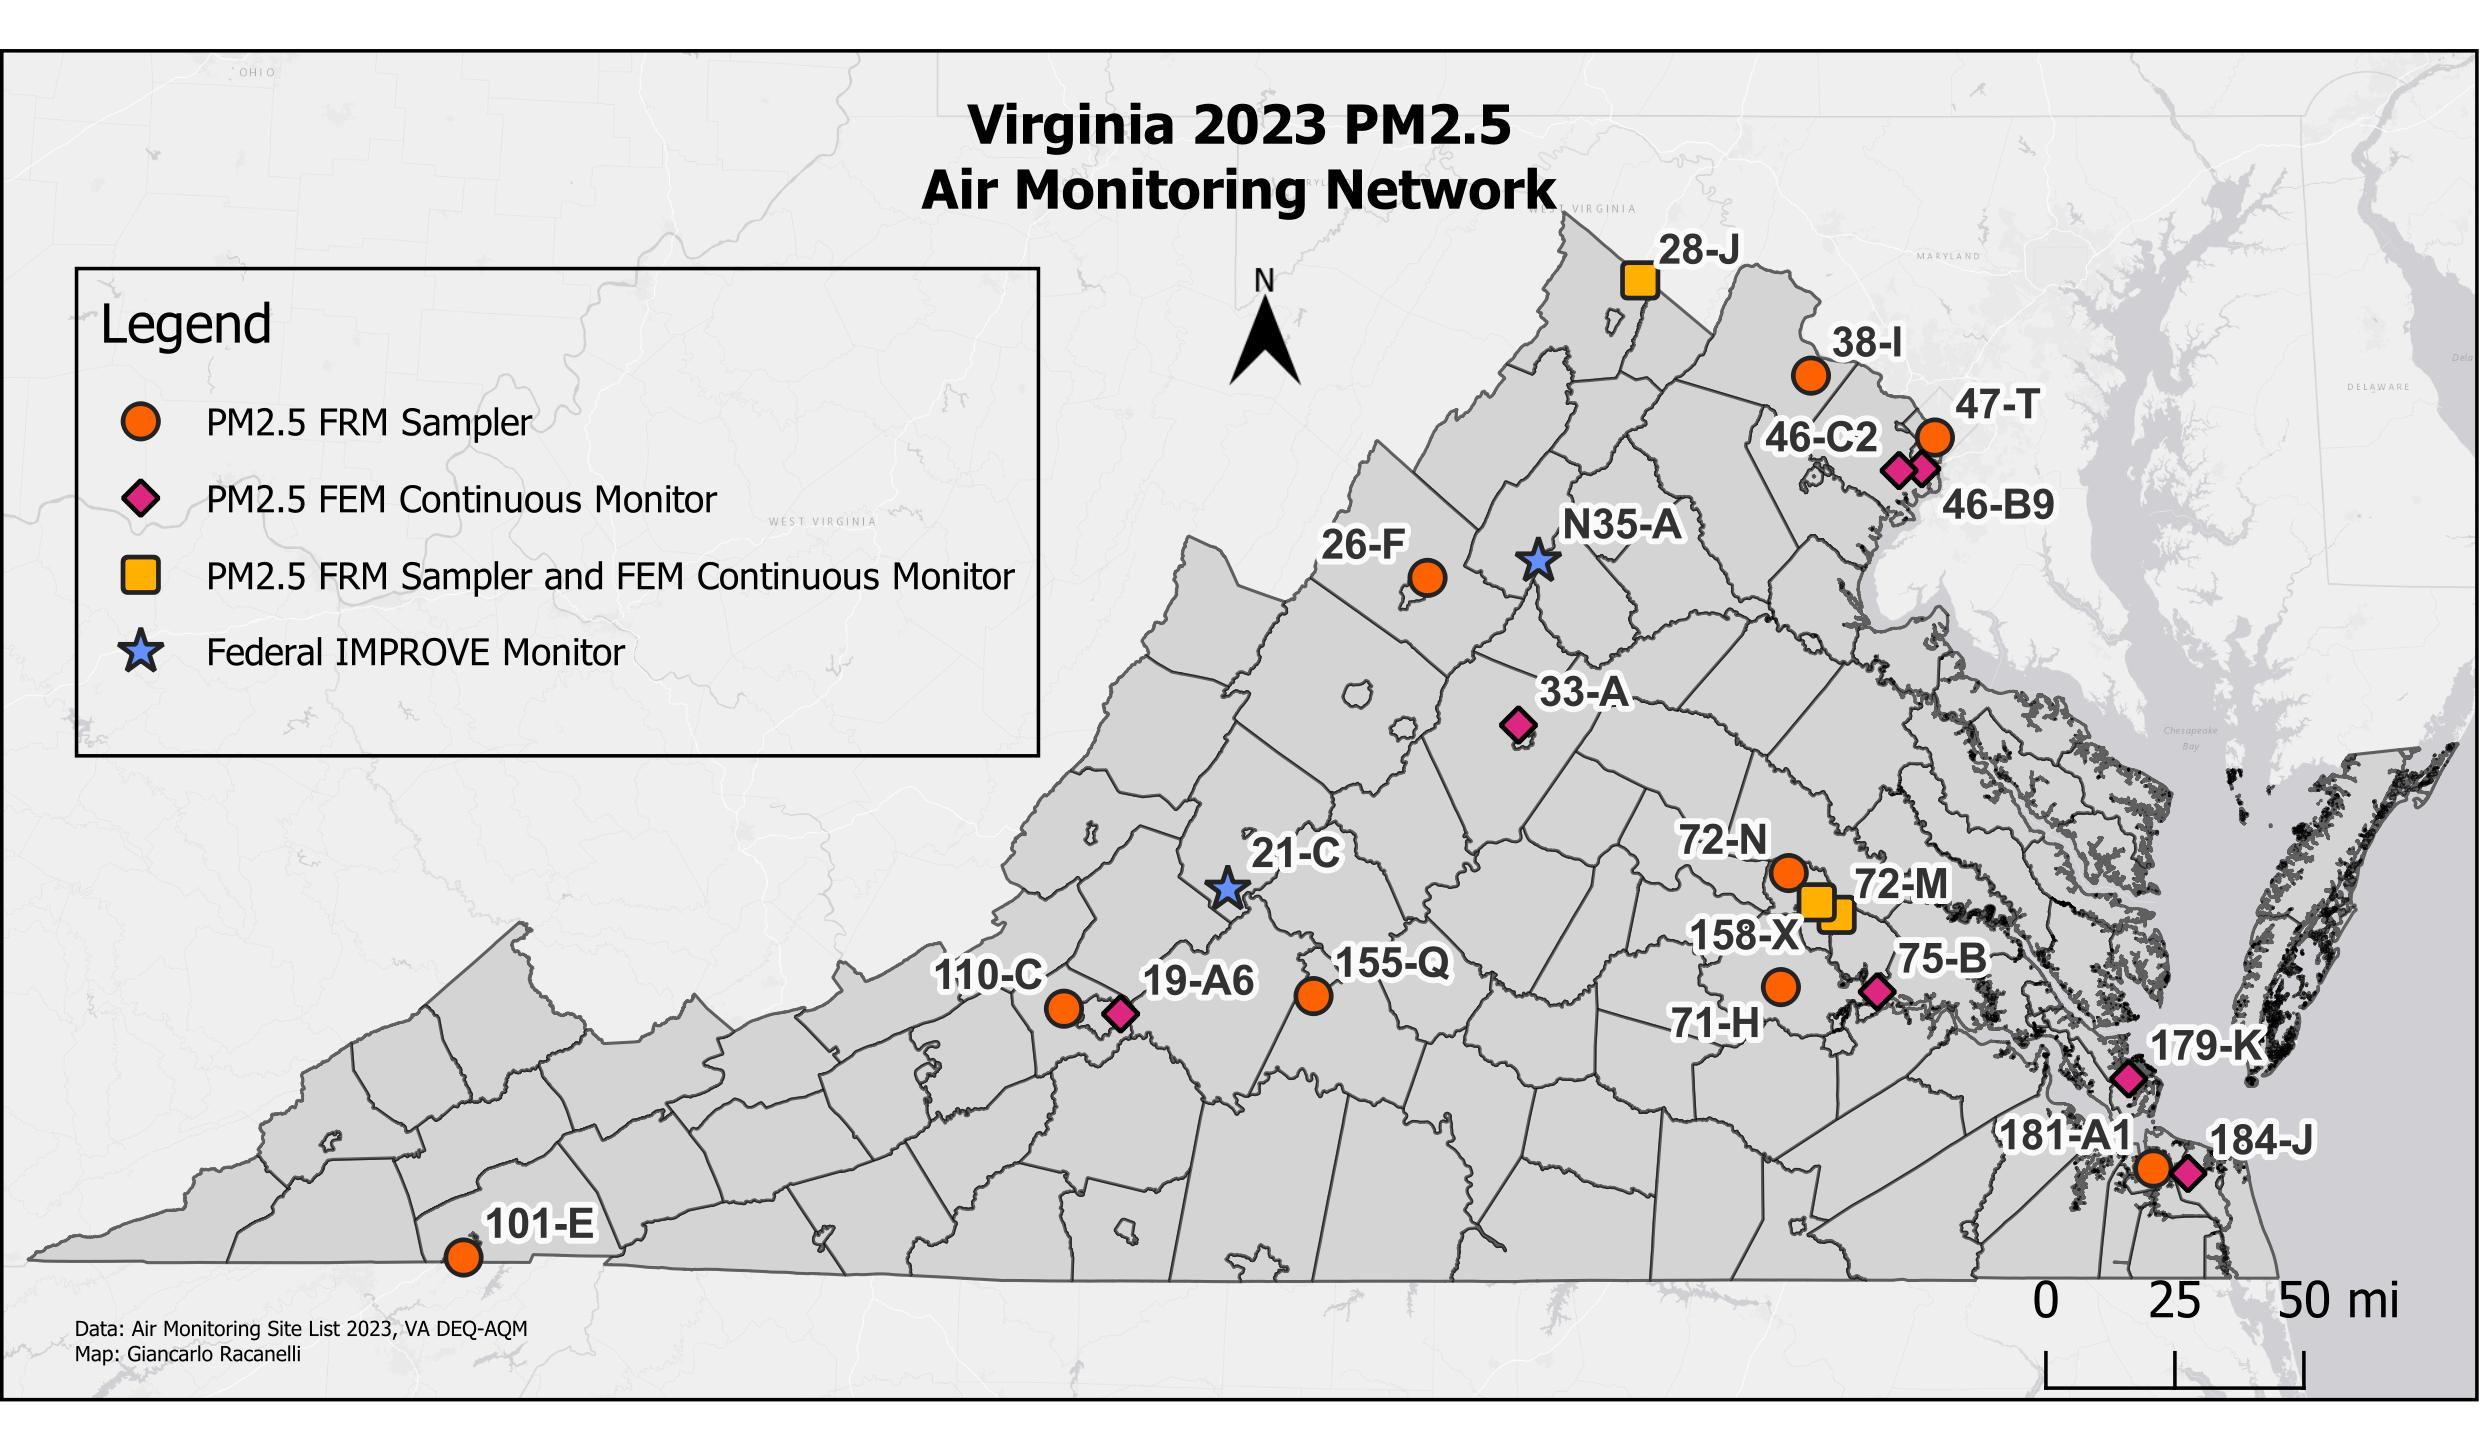 OHIO
Virginia 2023 PM2.5
Air Monitoring Network
WEST VIRGINIA
28-J
MARYLAND
N
Legend
38-I
PM2.5 FRM Sampler
47-T
DELAWARE
46-C2
PM2.5 FEM Continuous Monitor
46-B9
WEST VIRGINIA
N35-A
26-F
PM2.5 FRM Sampler and FEM Continuous Monitor
Federal IMPROVE Monitor
33-A
Chesapeake
Bay
72-N
21-C
72-M
158-X
75-B
155-Q
110-C
19-A6
71-H
179-K
181-A1
184-J
101-E
0 25 50 mi
Data: Air Monitoring Site List 2023, VA DEQ-AQM
Map: Giancarlo Racanelli